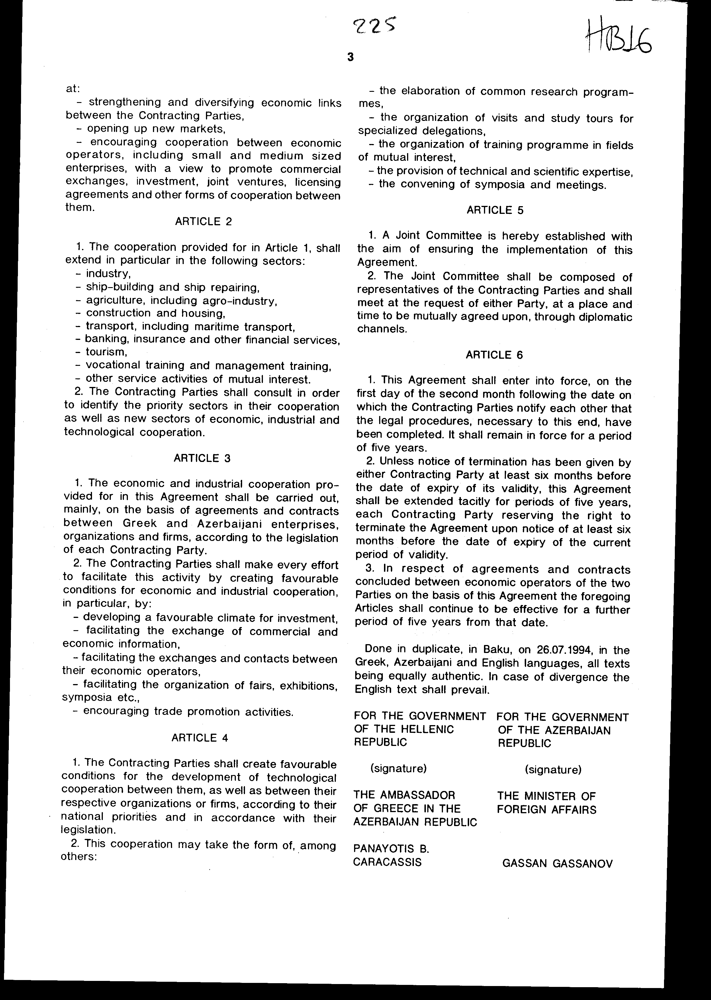 225
HB16
3
at:
– strengthening and diversifying economic links
between the Contracting Parties,
– opening up new markets,
– encouraging cooperation between economic
operators, including small and medium sized
enterprises, with a view to promote commercial
exchanges, investment, joint ventures, licensing
agreements and other forms of cooperation between
them.
ARTICLE 2
1. The cooperation provided for in Article 1, shall
extend in particular in the following sectors:
– industry,
– ship-building and ship repairing,
– agriculture, including agro-industry,
– construction and housing,
– transport, including maritime transport,
– banking, insurance and other financial services,
– tourism,
– vocational training and management training,
– other service activities of mutual interest.
2. The Contracting Parties shall consult in order
to identify the priority sectors in their cooperation
as well as new sectors of economic, industrial and
technological cooperation.
ARTICLE 3
1. The economic and industrial cooperation pro-
vided for in this Agreement shall be carried out,
mainly, on the basis of agreements and contracts
between Greek and Azerbaijani enterprises,
organizations and firms, according to the legislation
of each Contracting Party.
2. The Contracting Parties shall make every effort
to facilitate this activity by creating favourable
conditions for economic and industrial cooperation,
in particular, by:
– developing a favourable climate for investment,
– facilitating the exchange of commercial and
economic information,
– facilitating the exchanges and contacts between
their economic operators,
– facilitating the organization of fairs, exhibitions,
symposia etc.,
– encouraging trade promotion activities.
ARTICLE 4
1. The Contracting Parties shall create favourable
conditions for the development of technological
cooperation between them, as well as between their
respective organizations or firms, according to their
national priorities and in accordance with their
legislation.
2. This cooperation may take the form of, among
others:
– the elaboration of common research program-
mes,
– the organization of visits and study tours for
specialized delegations,
– the organization of training programme in fields
of mutual interest,
– the provision of technical and scientific expertise,
– the convening of symposia and meetings.
ARTICLE 5
1. A Joint Committee is hereby established with
the aim of ensuring the implementation of this
Agreement.
2. The Joint Committee shall be composed of
representatives of the Contracting Parties and shall
meet at the request of either Party, at a place and
time to be mutually agreed upon, through diplomatic
channels.
ARTICLE 6
1. This Agreement shall enter into force, on the
first day of the second month following the date on
which the Contracting Parties notify each other that
the legal procedures, necessary to this end, have
been completed. It shall remain in force for a period
of five years.
2. Unless notice of termination has been given by
either Contracting Party at least six months before
the date of expiry of its validity, this Agreement
shall be extended tacitly for periods of five years,
each Contracting Party reserving the right to
terminate the Agreement upon notice of at least six
months before the date of expiry of the current
period of validity.
3. In respect of agreements and contracts
concluded between economic operators of the two
Parties on the basis of this Agreement the foregoing
Articles shall continue to be effective for a further
period of five years from that date.
Done in duplicate, in Baku, on 26.07.1994, in the
Greek, Azerbaijani and English languages, all texts
being equally authentic. In case of divergence the
English text shall prevail.
FOR THE GOVERNMENT FOR THE GOVERNMENT
OF THE HELLENIC OF THE AZERBAIJAN
REPUBLIC REPUBLIC
(signature) (signature)
THE AMBASSADOR THE MINISTER OF
OF GREECE IN THE FOREIGN AFFAIRS
AZERBAIJAN REPUBLIC
PANAYOTIS B.
CARACASSIS GASSAN GASSANOV